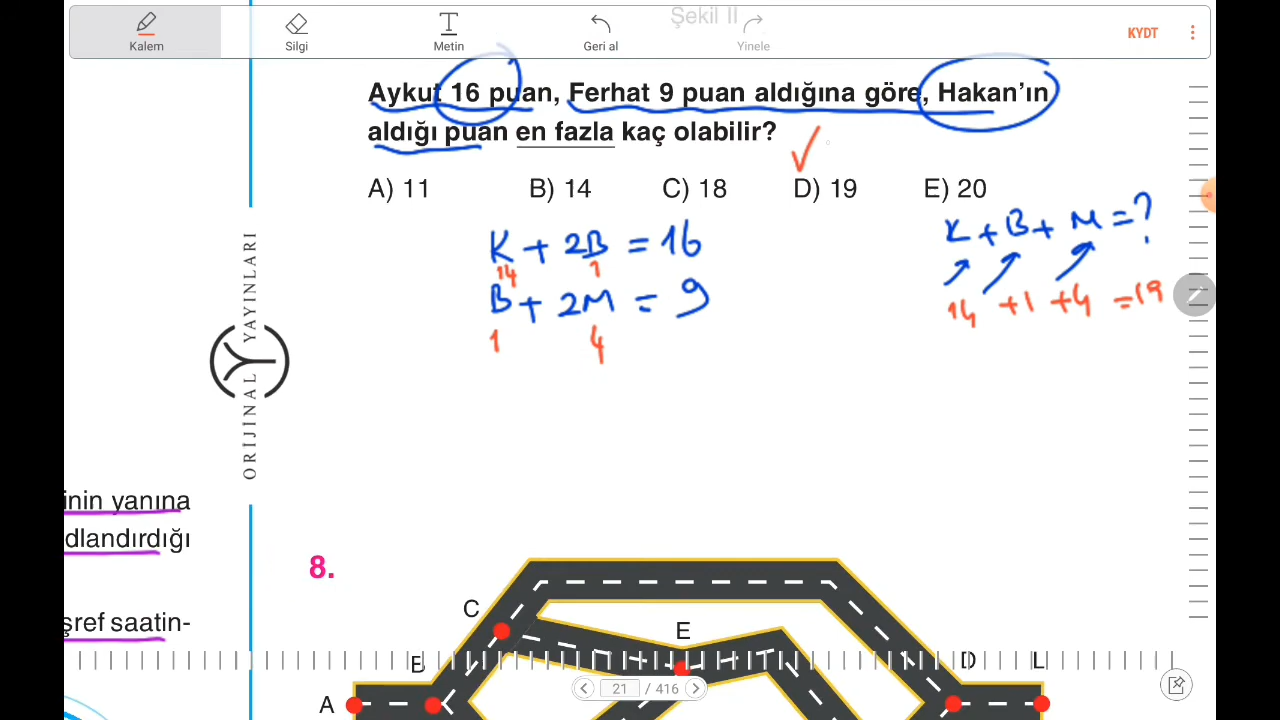 Şekil II
Kalem
Silgi
Metin
Geri al
Yinele
KYDT
Aykut 16 puan, Ferhat 9 puan aldığına göre, Hakan'ın
aldığı puan en fazla kaç olabilir?
A) 11 B) 14 C) 18 D) 19 E) 20
K + 2B = 16
14 1
B + 2M = 9
1 4
K + B + M = ?
14 + 1 + 4 = 19
ORİJİNAL YAYINLARI
inin yanına
dlandırdığı
şref saatin-
8.
C
E
B
D
L
A
21 / 416